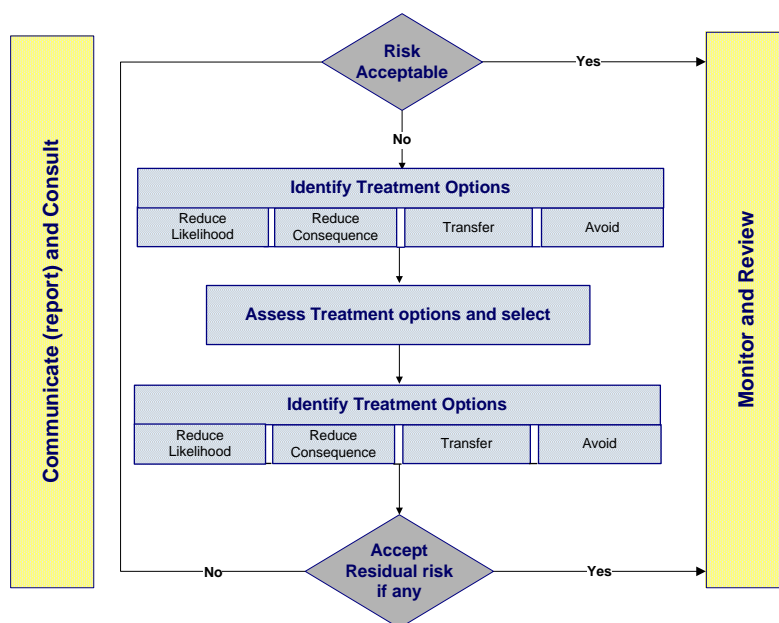 Communicate (report) and Consult
Risk
Acceptable
Yes
No
Identify Treatment Options
Reduce
Likelihood
Reduce
Consequence
Transfer
Avoid
Assess Treatment options and select
Identify Treatment Options
Reduce
Likelihood
Reduce
Consequence
Transfer
Avoid
Accept
Residual risk
if any
No
Yes
Monitor and Review